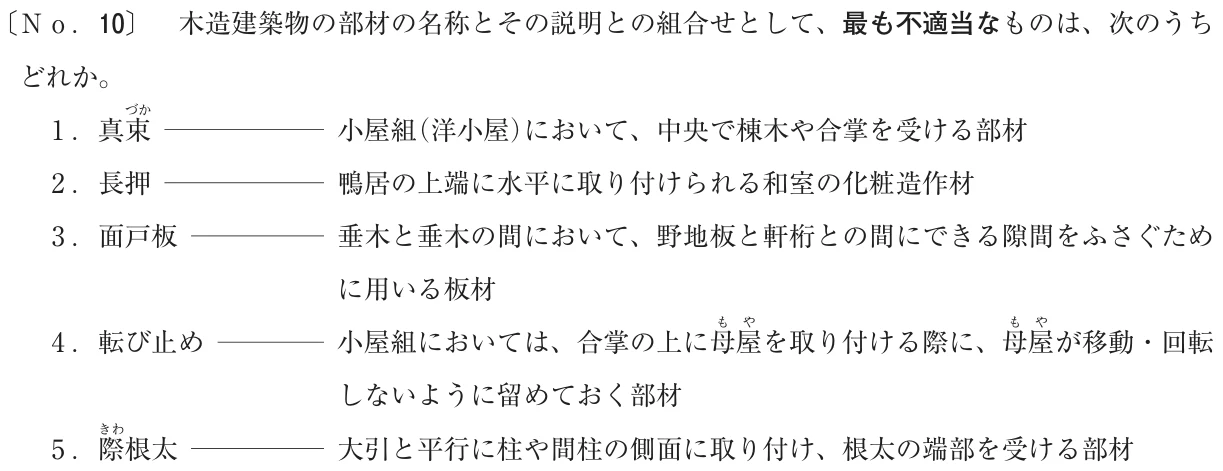 〔Ｎｏ．10〕　木造建築物の部材の名称とその説明との組合せとして、最も不適当なものは、次のうち
どれか。
１．真束づか ――――― 小屋組(洋小屋)において、中央で棟木や合掌を受ける部材
２．長押 ――――― 鴨居の上端に水平に取り付けられる和室の化粧造作材
３．面戸板 ――――― 垂木と垂木の間において、野地板と軒桁との間にできる隙間をふさぐため
に用いる板材
４．転び止め ――――― 小屋組においては、合掌の上に母屋もやを取り付ける際に、母屋もやが移動・回転
しないように留めておく部材
５．際きわ根太 ――――― 大引と平行に柱や間柱の側面に取り付け、根太の端部を受ける部材